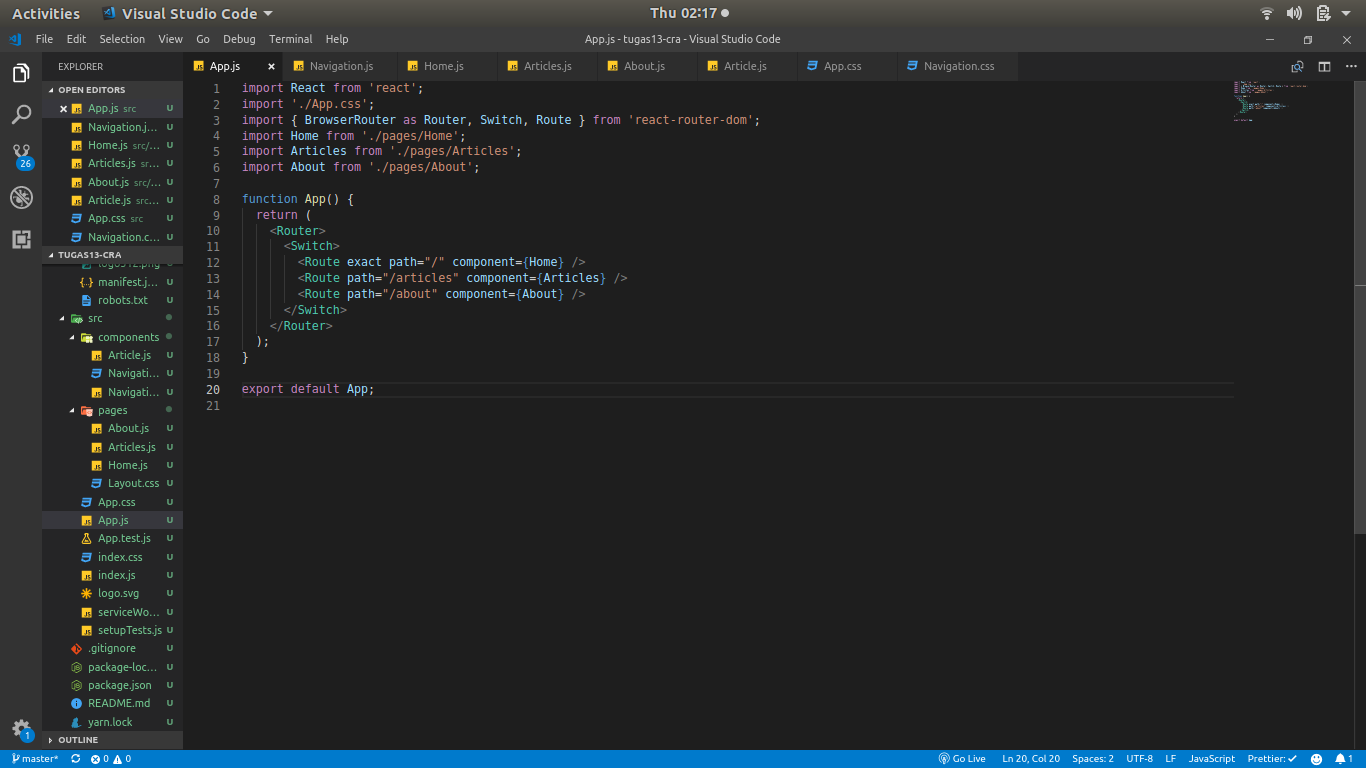 Activities Visual Studio Code Thu 02:17
File Edit Selection View Go Debug Terminal Help App.js - tugas13-cra - Visual Studio Code
EXPLORER
App.js Navigation.js Home.js Articles.js About.js Article.js App.css Navigation.css
OPEN EDITORS
App.js src U
Navigation.j... U
Home.js src/... U
Articles.js sr... U
About.js src/... U
Article.js src... U
App.css src U
Navigation.c... U
TUGAS13-CRA
logo512.png
manifest.j... U
robots.txt U
src
components
Article.js U
Navigati... U
Navigati... U
pages
About.js U
Articles.js U
Home.js U
Layout.css U
App.css U
App.js U
App.test.js U
index.css U
index.js U
logo.svg U
serviceWo... U
setupTests.js U
.gitignore U
package-loc... U
package.json U
README.md U
yarn.lock U
OUTLINE
26
1
1 import React from 'react';
2 import './App.css';
3 import { BrowserRouter as Router, Switch, Route } from 'react-router-dom';
4 import Home from './pages/Home';
5 import Articles from './pages/Articles';
6 import About from './pages/About';
7
8 function App() {
9 return (
10 <Router>
11 <Switch>
12 <Route exact path="/" component={Home} />
13 <Route path="/articles" component={Articles} />
14 <Route path="/about" component={About} />
15 </Switch>
16 </Router>
17 );
18 }
19
20 export default App;
21
master* 0 0 Go Live Ln 20, Col 20 Spaces: 2 UTF-8 LF JavaScript Prettier: 1